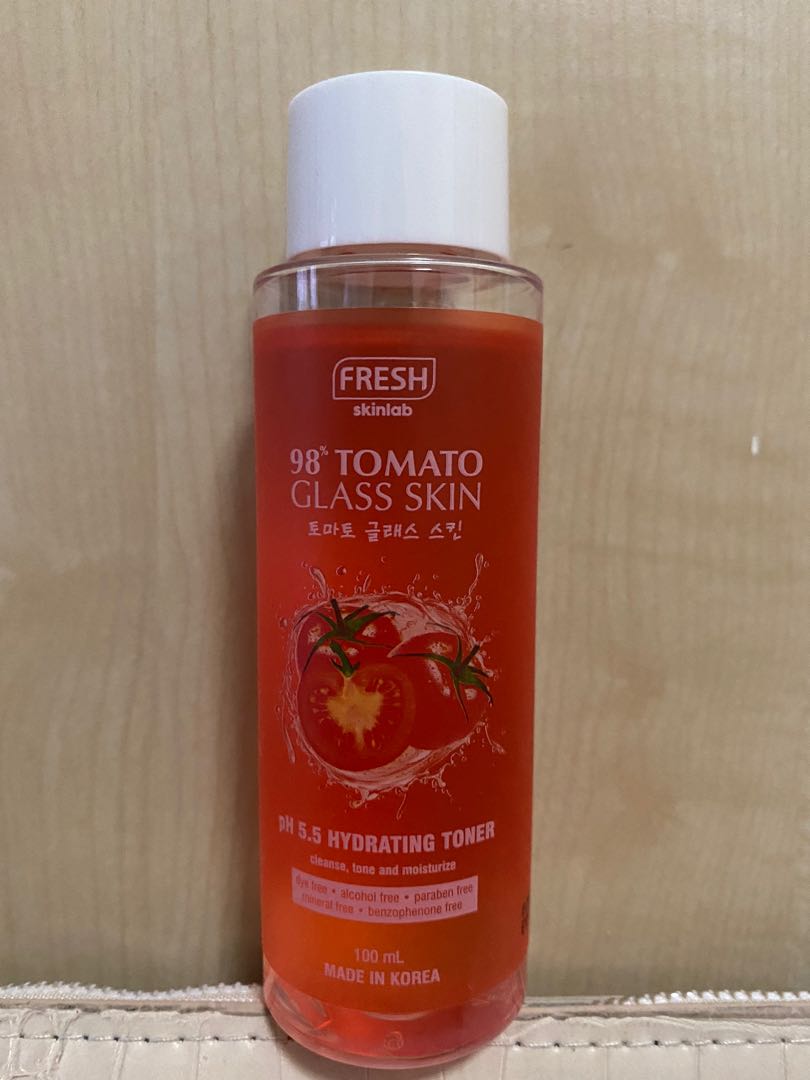 FRESH
skinlab
98% TOMATO
GLASS SKIN
토마토 글래스 스킨
pH 5.5 HYDRATING TONER
cleanse, tone and moisturize
dye free • alcohol free • paraben free
mineral free • benzophenone free
100 mL
MADE IN KOREA